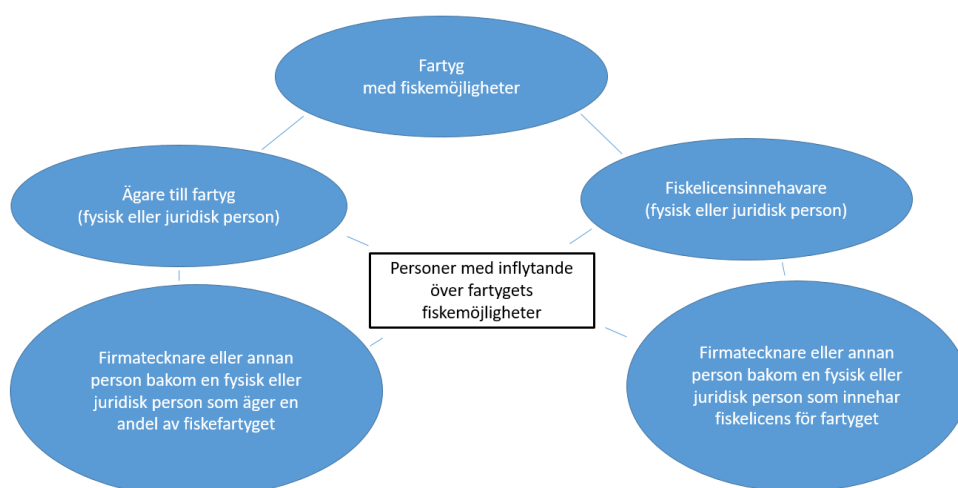 Fartyg
med fiskemöjligheter
Ägare till fartyg
(fysisk eller juridisk person)
Fiskelicensinnehavare
(fysisk eller juridisk person)
Personer med inflytande
över fartygets
fiskemöjligheter
Firmatecknare eller annan
person bakom en fysisk eller
juridisk person som äger en
andel av fiskefartyget
Firmatecknare eller annan
person bakom en fysisk eller
juridisk person som innehar
fiskelicens för fartyget